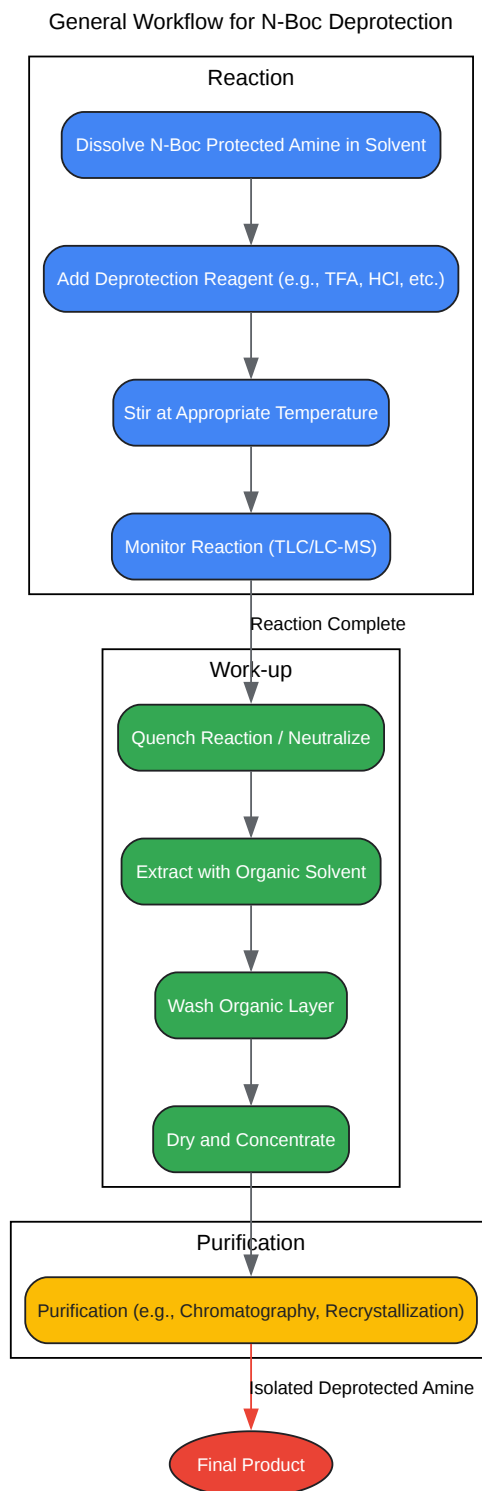 General Workflow for N-Boc Deprotection
Reaction
Dissolve N-Boc Protected Amine in Solvent
Add Deprotection Reagent (e.g., TFA, HCl, etc.)
Stir at Appropriate Temperature
Monitor Reaction (TLC/LC-MS)
Reaction Complete
Work-up
Quench Reaction / Neutralize
Extract with Organic Solvent
Wash Organic Layer
Dry and Concentrate
Purification
Purification (e.g., Chromatography, Recrystallization)
Isolated Deprotected Amine
Final Product